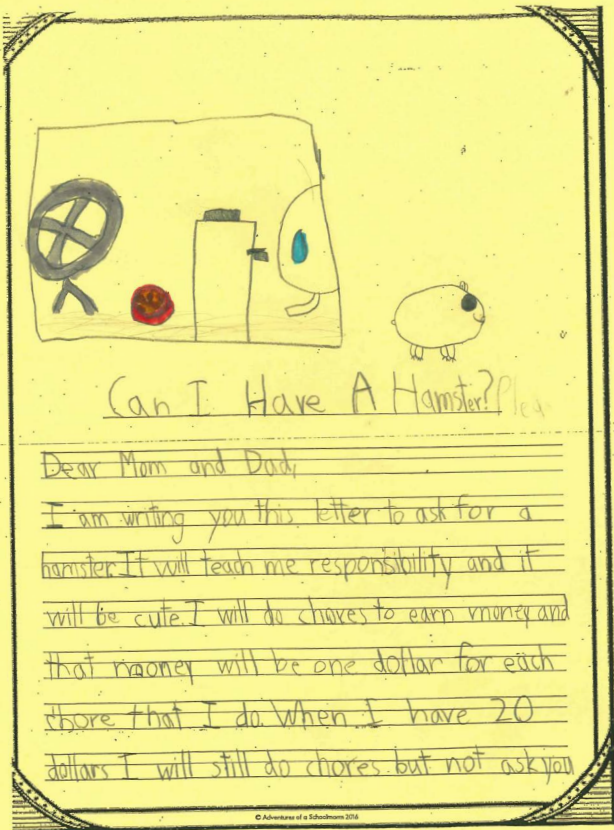 Can I Have A Hamster? Plea
Dear Mom and Dad,
I am writing you this letter to ask for a
hamster. It will teach me responsibility and it
will be cute. I will do chores to earn money and
that mooney will be one dollar for each
chore that I do. When I have 20
dollars I will still do chores but not ask you
© Adventures of a Schoolmom 2016